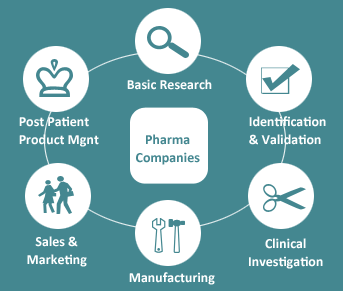 Basic Research
Identification
& Validation
Clinical
Investigation
Manufacturing
Sales &
Marketing
Post Patient
Product Mgnt
Pharma
Companies